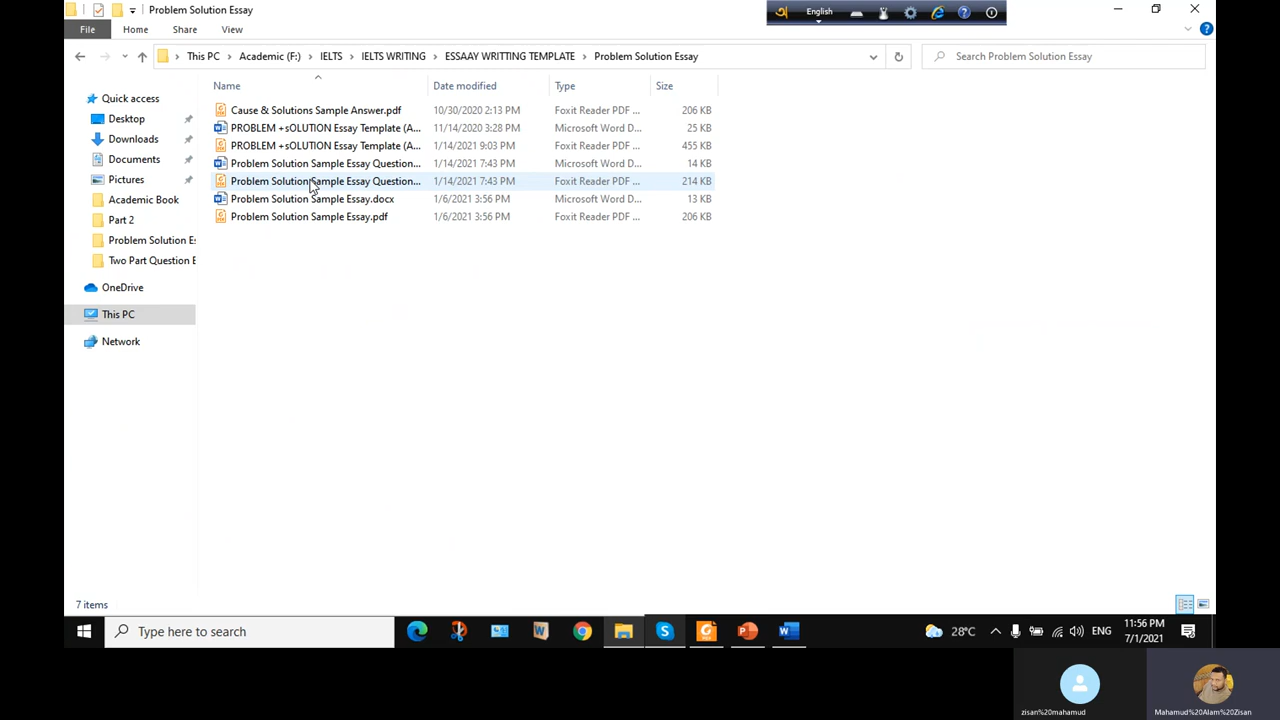 Problem Solution Essay
English
File Home Share View
This PC > Academic (F:) > IELTS > IELTS WRITING > ESSAAY WRITTING TEMPLATE > Problem Solution Essay
Search Problem Solution Essay
Name Date modified Type Size
Quick access
Desktop
Downloads
Documents
Pictures
Academic Book
Part 2
Problem Solution Es
Two Part Question E
OneDrive
This PC
Network
Cause & Solutions Sample Answer.pdf 10/30/2020 2:13 PM Foxit Reader PDF ... 206 KB
PROBLEM +sOLUTION Essay Template (A... 11/14/2020 3:28 PM Microsoft Word D... 25 KB
PROBLEM +sOLUTION Essay Template (A... 1/14/2021 9:03 PM Foxit Reader PDF ... 455 KB
Problem Solution Sample Essay Question... 1/14/2021 7:43 PM Microsoft Word D... 14 KB
Problem Solution Sample Essay Question... 1/14/2021 7:43 PM Foxit Reader PDF ... 214 KB
Problem Solution Sample Essay.docx 1/6/2021 3:56 PM Microsoft Word D... 13 KB
Problem Solution Sample Essay.pdf 1/6/2021 3:56 PM Foxit Reader PDF ... 206 KB
7 items
Type here to search
28°C ENG
11:56 PM
7/1/2021
zisan%20mahamud
Mahamud%20Alam%20Zisan